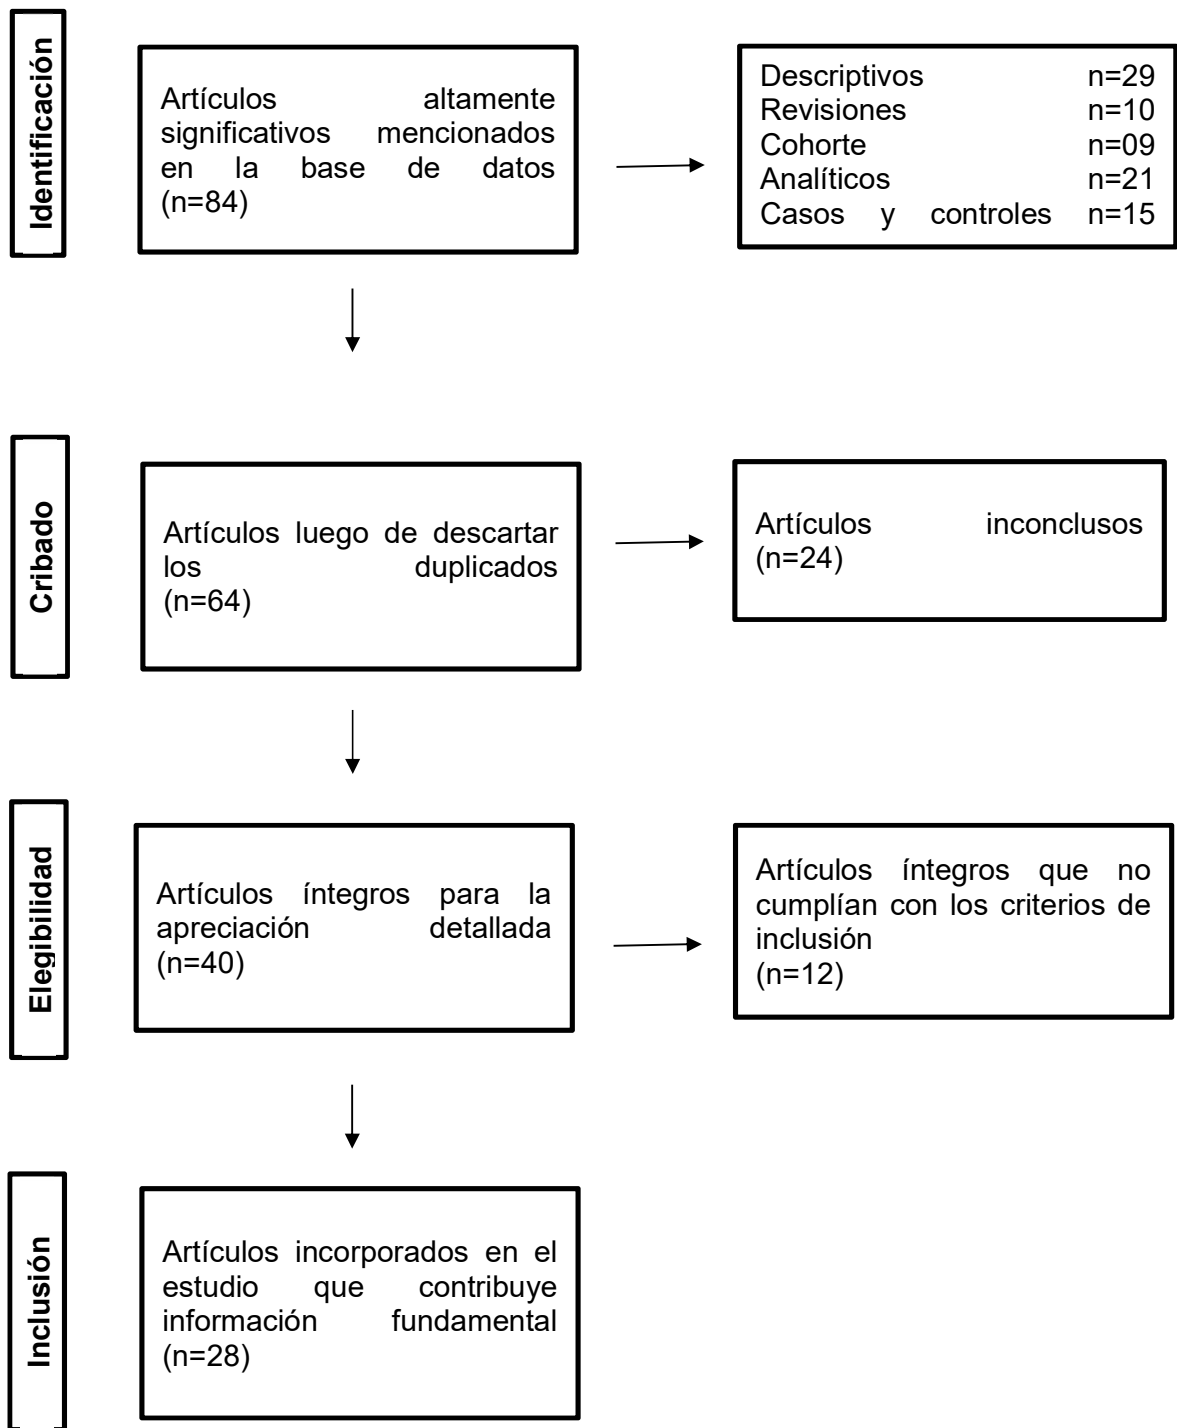 Identificación
Artículos altamente
significativos mencionados
en la base de datos
(n=84)
Descriptivos n=29
Revisiones n=10
Cohorte n=09
Analíticos n=21
Casos y controles n=15
Cribado
Artículos luego de descartar
los duplicados
(n=64)
Artículos inconclusos
(n=24)
Elegibilidad
Artículos íntegros para la
apreciación detallada
(n=40)
Artículos íntegros que no
cumplían con los criterios de
inclusión
(n=12)
Inclusión
Artículos incorporados en el
estudio que contribuye
información fundamental
(n=28)